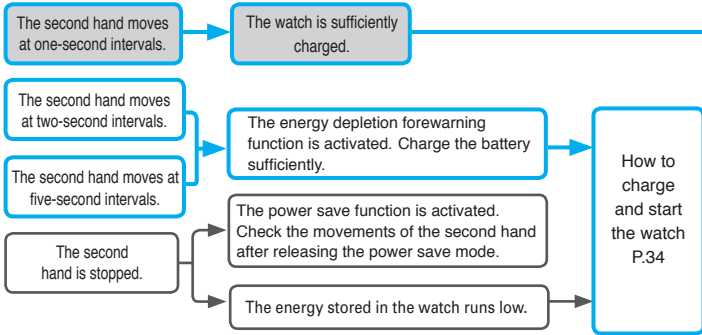 The second hand moves
at one-second intervals.
The watch is sufficiently
charged.
The second hand moves
at two-second intervals.
The second hand moves at
five-second intervals.
The energy depletion forewarning
function is activated. Charge the battery
sufficiently.
The second
hand is stopped.
The power save function is activated.
Check the movements of the second hand
after releasing the power save mode.
The energy stored in the watch runs low.
How to
charge
and start
the watch
P.34